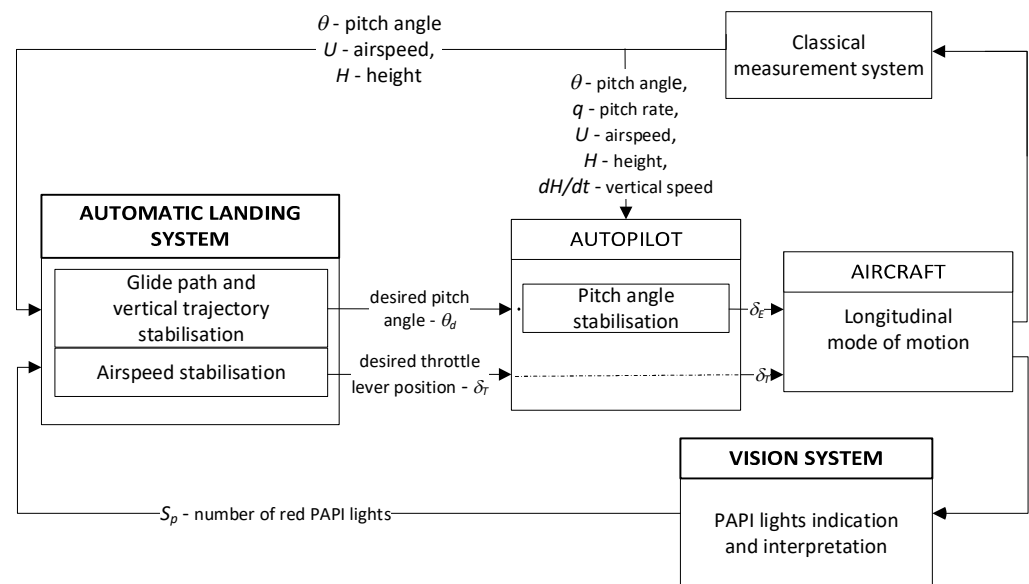 θ - pitch angle
U - airspeed,
H - height
Classical
measurement system
θ - pitch angle,
q - pitch rate,
U - airspeed,
H - height,
dH/dt - vertical speed
AUTOMATIC LANDING
SYSTEM
Glide path and
vertical trajectory
stabilisation
Airspeed stabilisation
desired pitch
angle - θd
desired throttle
lever position - δT
AUTOPILOT
Pitch angle
stabilisation
δE
δT
AIRCRAFT
Longitudinal
mode of motion
VISION SYSTEM
PAPI lights indication
and interpretation
Sp - number of red PAPI lights